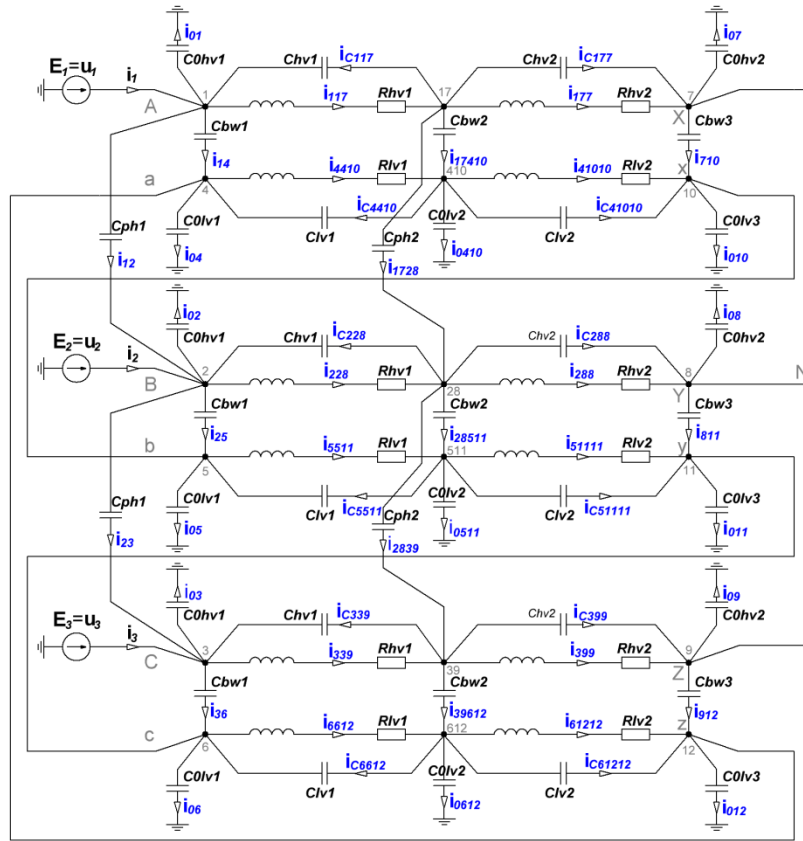 i01 i07
C0hv1 Chv1 iC117 Chv2 iC177 C0hv2
E1=u1 i1 1 17 7
A i117 Rhv1 i177 Rhv2 X
Cbw1 Cbw2 Cbw3
i14 i4410 Rlv1 i17410 i41010 Rlv2 i710
a 4 410 x 10
Cph1 C0lv1 Clv1 iC4410 Cph2 C0lv2 Clv2 iC41010 C0lv3
i12 i04 i1728 i0410 i010
i02 i08
C0hv1 Chv1 iC228 Chv2 iC288 C0hv2
E2=u2 i2 2 28 8 N
B i228 Rhv1 i288 Rhv2 Y
Cbw1 Cbw2 Cbw3
i25 i5511 Rlv1 i28511 i51111 Rlv2 i811
b 5 511 y 11
Cph1 C0lv1 Clv1 iC5511 Cph2 C0lv2 Clv2 iC51111 C0lv3
i23 i05 i2839 i0511 i011
i03 i09
C0hv1 Chv1 iC339 Chv2 iC399 C0hv2
E3=u3 i3 3 39 9
C i339 Rhv1 i399 Rhv2 Z
Cbw1 Cbw2 Cbw3
i36 i6612 Rlv1 i39612 i61212 Rlv2 i912
c 6 612 z 12
C0lv1 Clv1 iC6612 C0lv2 Clv2 iC61212 C0lv3
i06 i0612 i012